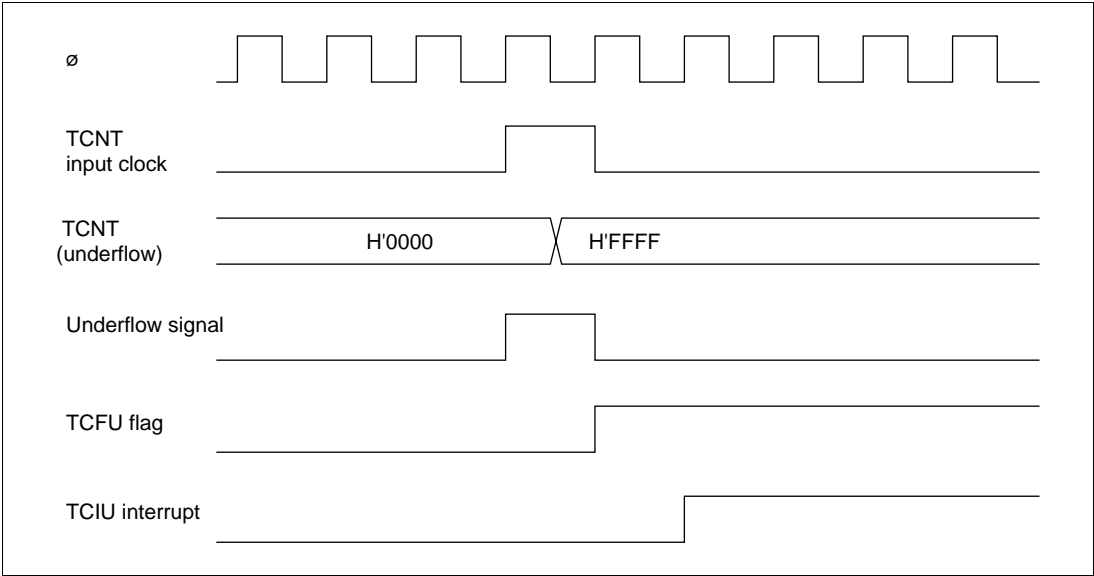 ø
TCNT
input clock
TCNT
(underflow)
H'0000
H'FFFF
Underflow signal
TCFU flag
TCIU interrupt